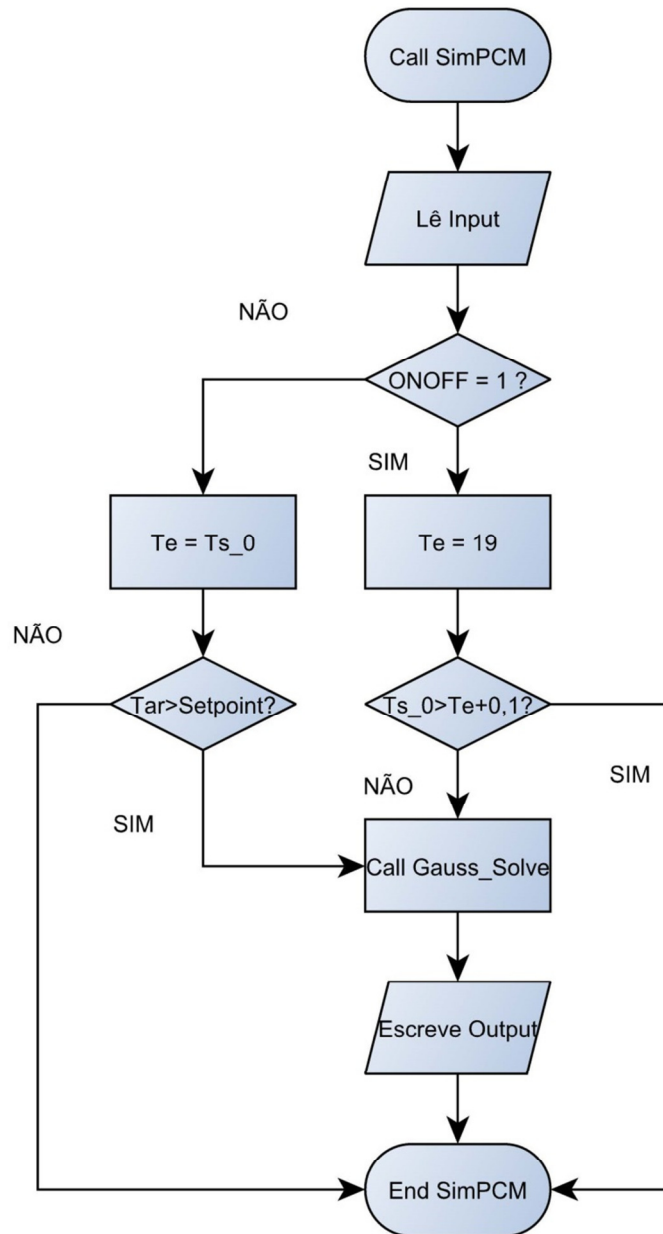 Call SimPCM
Lê Input
NÃO
ONOFF = 1 ?
SIM
Te = Ts_0
Te = 19
NÃO
Tar>Setpoint?
Ts_0>Te+0,1?
SIM
NÃO
SIM
Call Gauss_Solve
Escreve Output
End SimPCM